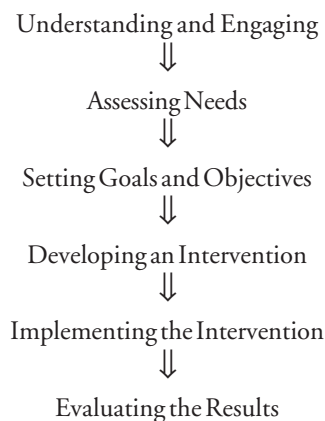 Understanding and Engaging
⇓
Assessing Needs
⇓
Setting Goals and Objectives
⇓
Developing an Intervention
⇓
Implementing the Intervention
⇓
Evaluating the Results